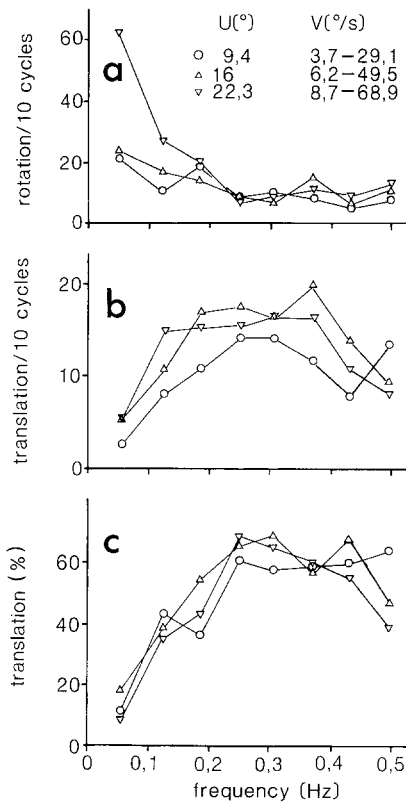 U(°) V(°/s)
○ 9,4 3,7–29,1
△ 16 6,2–49,5
▽ 22,3 8,7–68,9
a
rotation/10 cycles
60
40
20
0
b
translation/10 cycles
20
10
0
c
translation (%)
60
40
20
0
0 0,1 0,2 0,3 0,4 0,5
frequency (Hz)